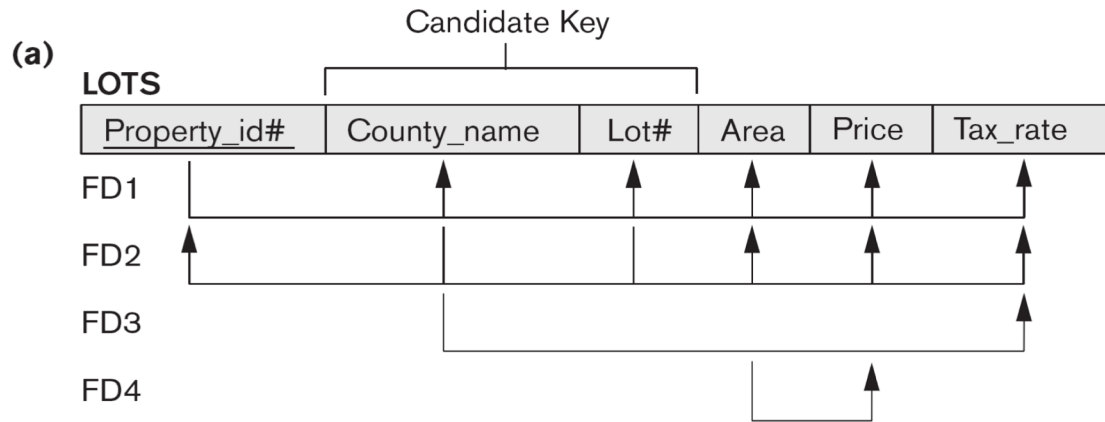 Candidate Key
(a)
LOTS
Property_id# County_name Lot# Area Price Tax_rate
FD1
FD2
FD3
FD4